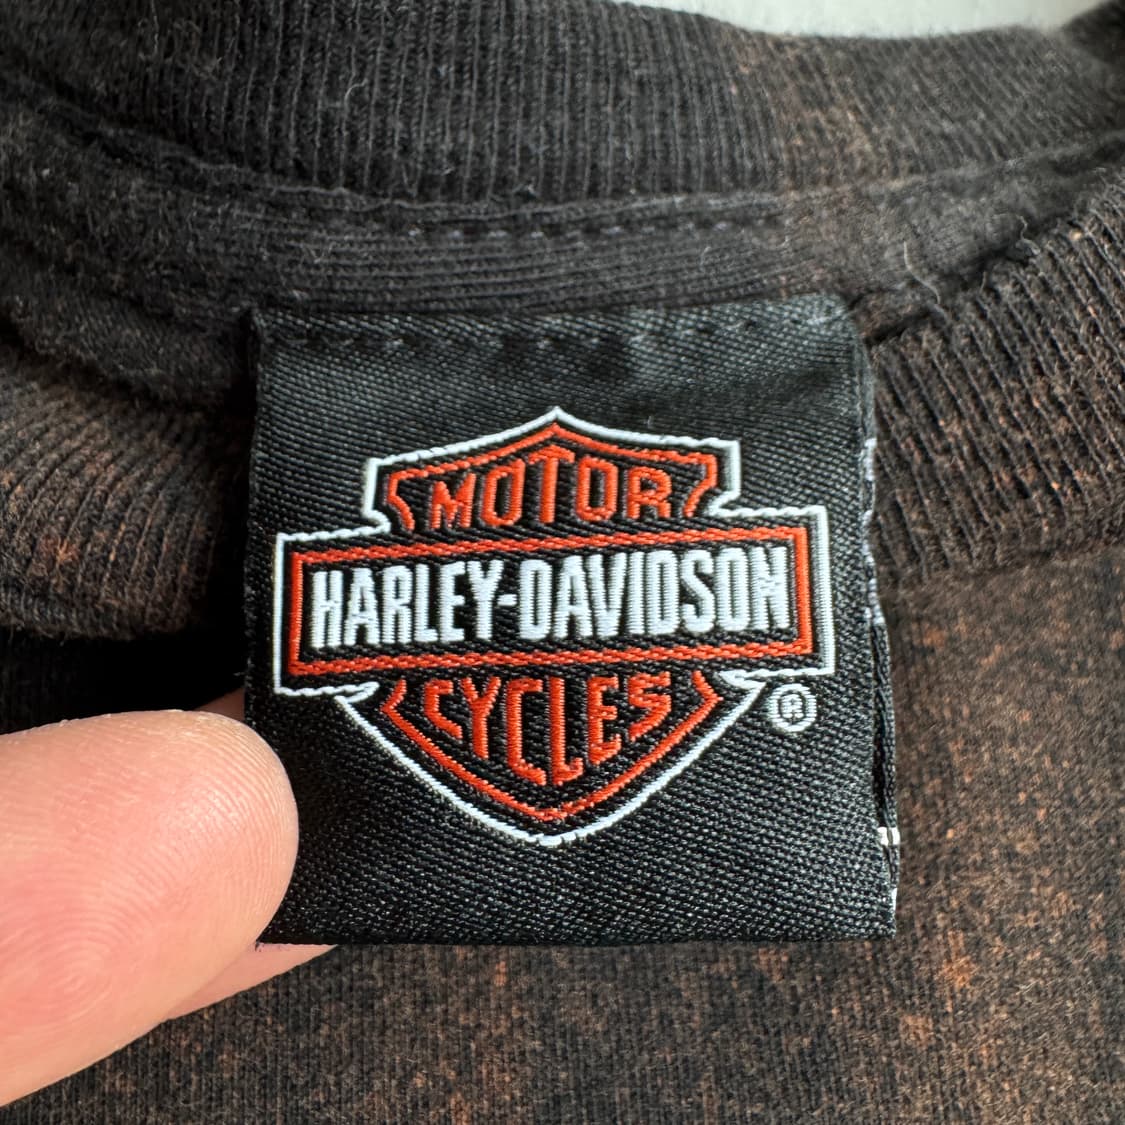 MOTOR
HARLEY-DAVIDSON
CYCLES
®